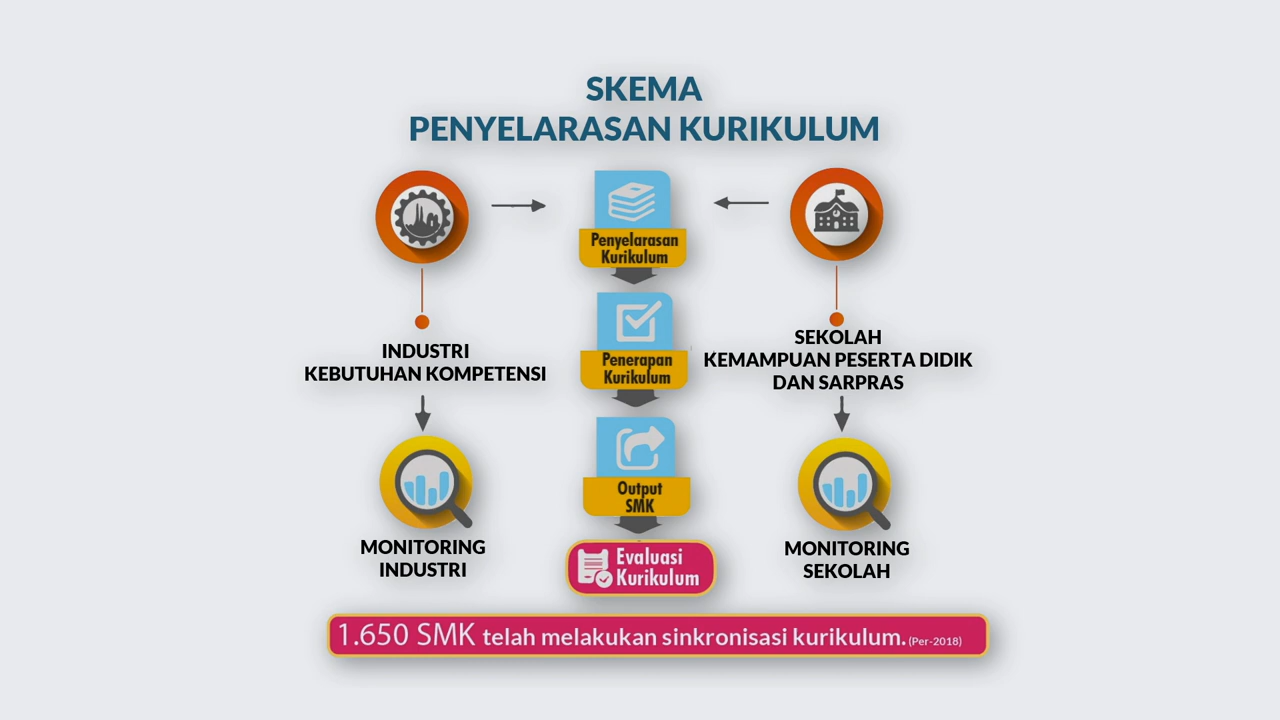 SKEMA
PENYELARASAN KURIKULUM
Penyelarasan
Kurikulum
INDUSTRI
KEBUTUHAN KOMPETENSI
Penerapan
Kurikulum
SEKOLAH
KEMAMPUAN PESERTA DIDIK
DAN SARPRAS
Output
SMK
MONITORING
INDUSTRI
Evaluasi
Kurikulum
MONITORING
SEKOLAH
1.650 SMK telah melakukan sinkronisasi kurikulum. (Per-2018)